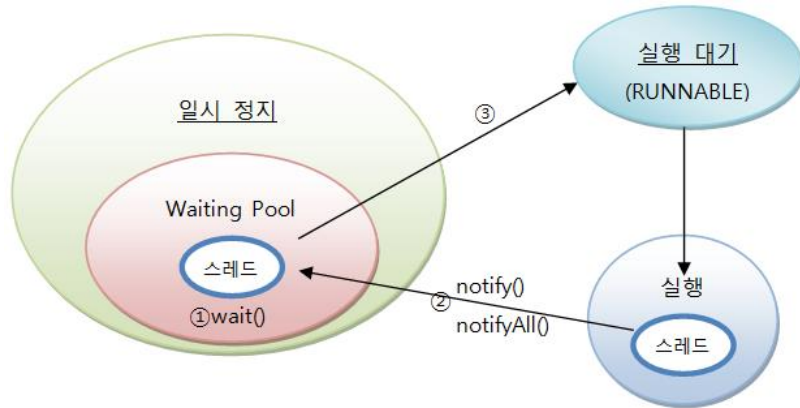 실행 대기
(RUNNABLE)
일시 정지
③
Waiting Pool
스레드
①wait()
②
notify()
notifyAll()
실행
스레드